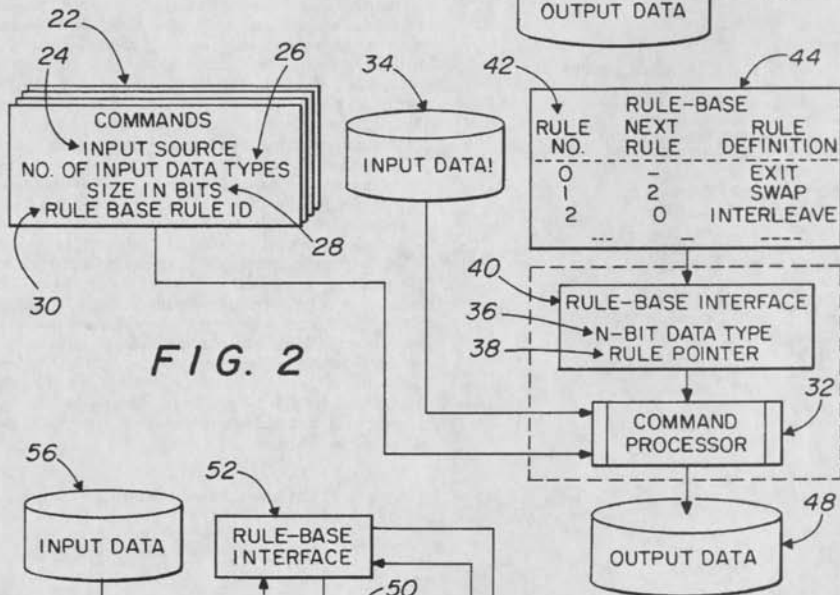 OUTPUT DATA
22
24
26
COMMANDS
INPUT SOURCE
NO. OF INPUT DATA TYPES
SIZE IN BITS
RULE BASE RULE ID
28
30
34
INPUT DATA!
42
44
RULE-BASE
RULE NO. NEXT RULE RULE DEFINITION
0 – EXIT
1 2 SWAP
2 0 INTERLEAVE
--- – ----
40
RULE-BASE INTERFACE
36
N-BIT DATA TYPE
38
RULE POINTER
FIG. 2
32
COMMAND
PROCESSOR
56
INPUT DATA
52
RULE-BASE
INTERFACE
50
48
OUTPUT DATA